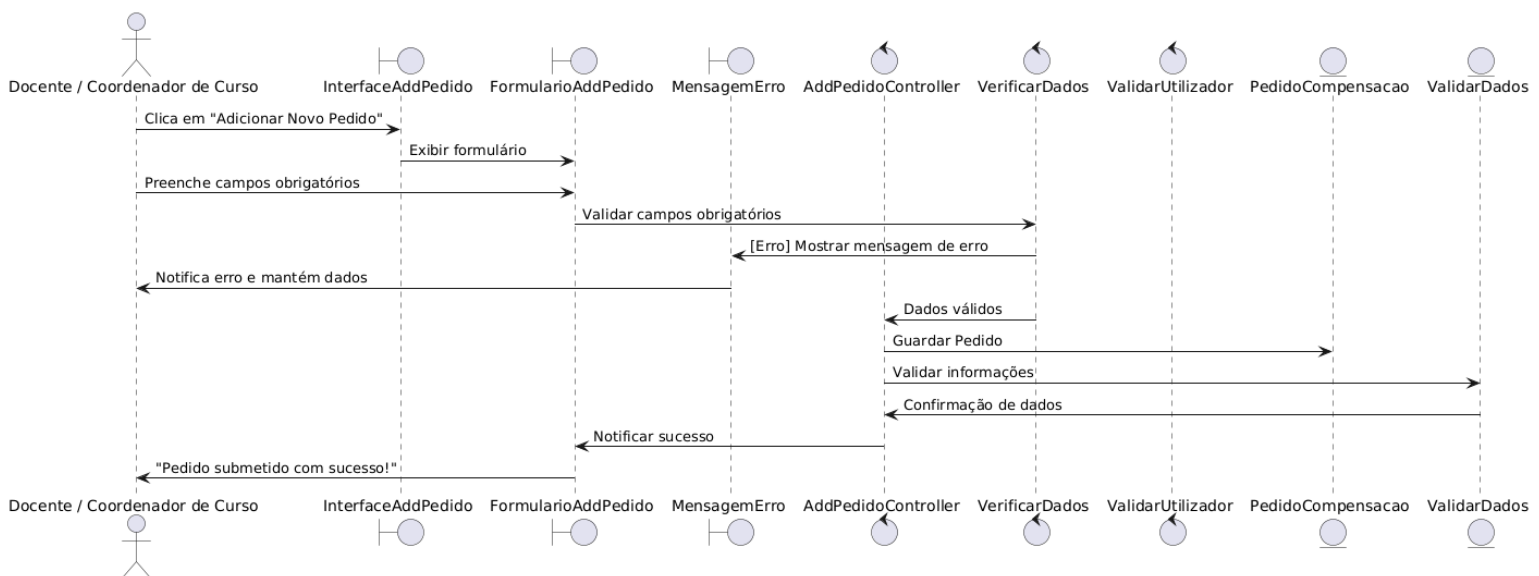 Docente / Coordenador de Curso InterfaceAddPedido FormularioAddPedido MensagemErro AddPedidoController VerificarDados ValidarUtilizador PedidoCompensacao ValidarDados
Clica em "Adicionar Novo Pedido"
Exibir formulário
Preenche campos obrigatórios
Validar campos obrigatórios
[Erro] Mostrar mensagem de erro
Notifica erro e mantém dados
Dados válidos
Guardar Pedido
Validar informações
Confirmação de dados
Notificar sucesso
"Pedido submetido com sucesso!"
Docente / Coordenador de Curso InterfaceAddPedido FormularioAddPedido MensagemErro AddPedidoController VerificarDados ValidarUtilizador PedidoCompensacao ValidarDados